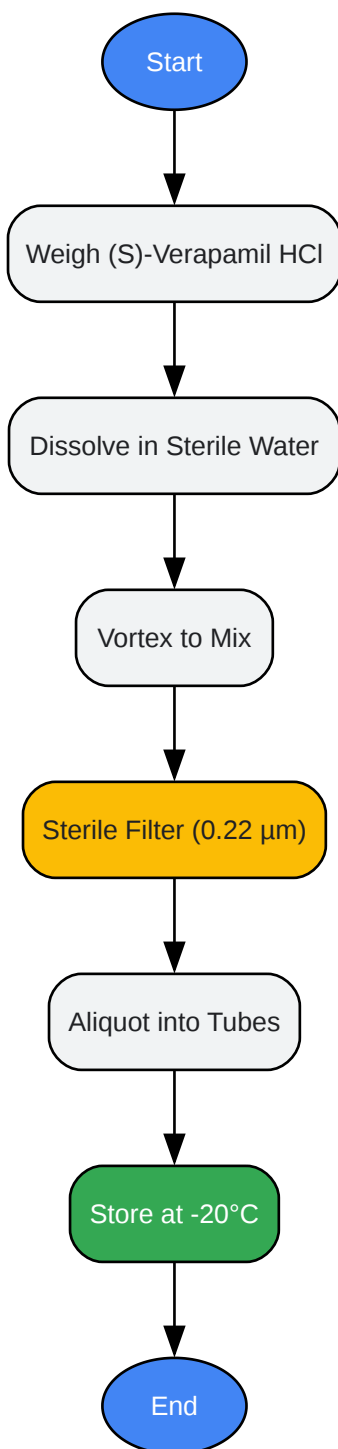 Start
Weigh (S)-Verapamil HCl
Dissolve in Sterile Water
Vortex to Mix
Sterile Filter (0.22 µm)
Aliquot into Tubes
Store at -20°C
End